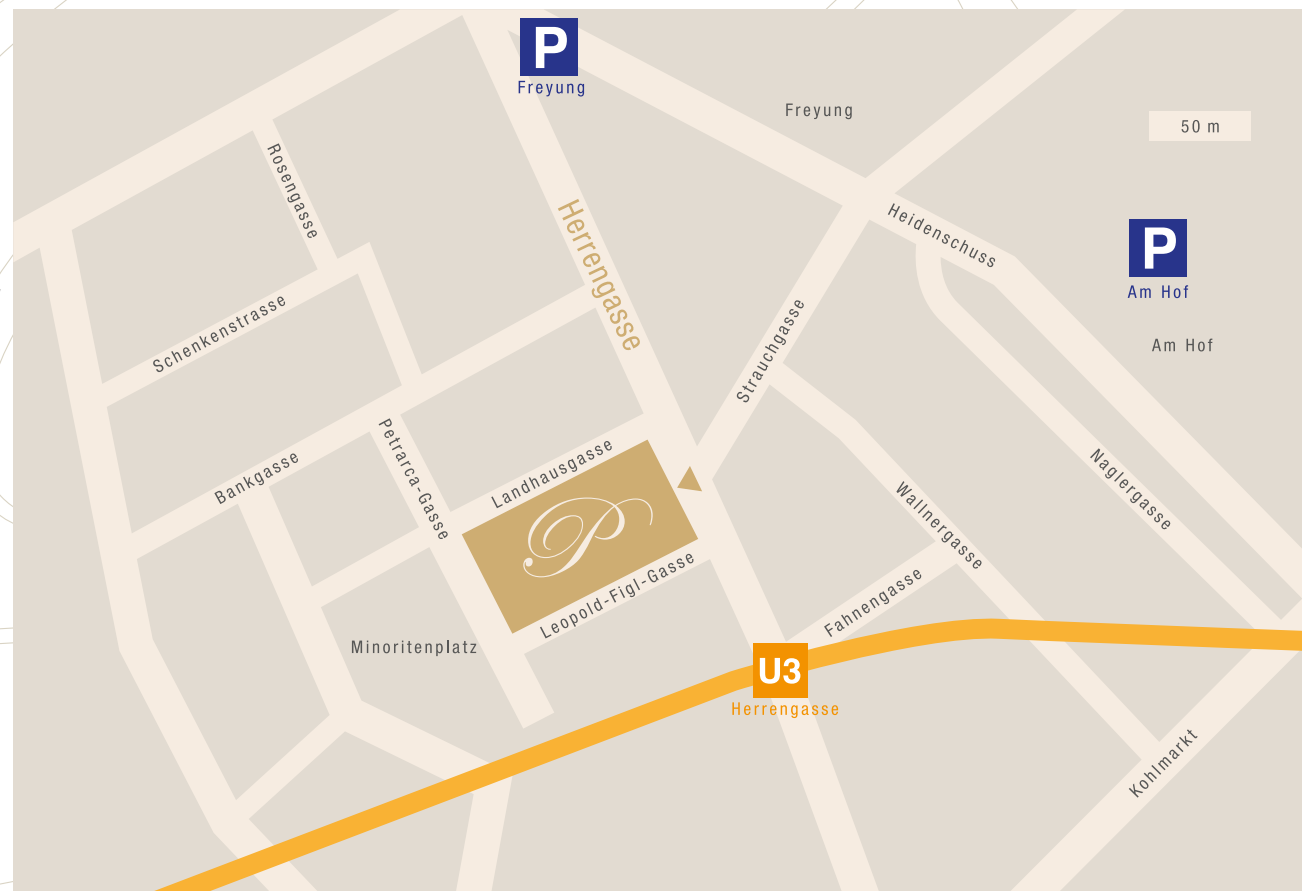 P
Freyung
Freyung
50 m
Rosengasse
Herrengasse
Heidenschuss
P
Am Hof
Am Hof
Schenkenstrasse
Strauchgasse
Bankgasse
Petrarca-Gasse
Landhausgasse
Naglergasse
Wallnergasse
P
Leopold-Figl-Gasse
Fahnengasse
Minoritenplatz
U3
Herrengasse
Kohlmarkt